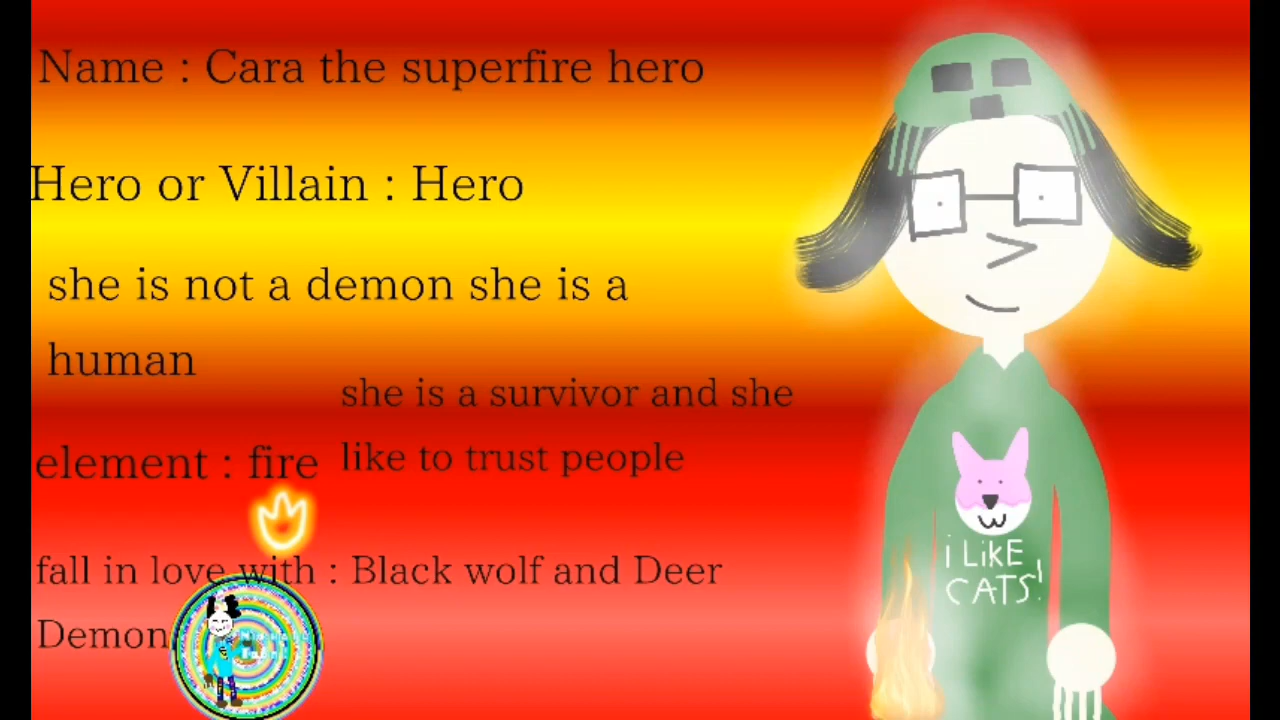 Name : Cara the superfire hero
Hero or Villain : Hero
she is not a demon she is a
human
she is a survivor and she
like to trust people
element : fire
fall in love with : Black wolf and Deer
Demon
i LiKE
CATS!